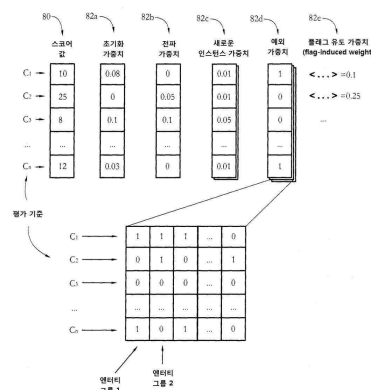 80 82a 82b 82c 82d 82e
스코어 값 초기화 가중치 전파 가중치 새로운 인스턴스 가중치 예외 가중치 플래그 유도 가중치
(flag-induced weight
C₁ 10 0.08 0 0.01 1 <...> =0.1
C₂ 25 0 0.05 0.01 0 <...> =0.25
C₃ 8 0.1 0.1 0.05 0 ...
... ... ... ... ...
Cₙ 12 0.03 0 0.01 1
평가 기준
C₁ 1 1 1 ... 0
C₂ 0 1 0 ... 1
C₃ 0 0 0 ... 0
...
Cₙ 1 0 1 ... 0
엔터티 그룹 1
엔터티 그룹 2